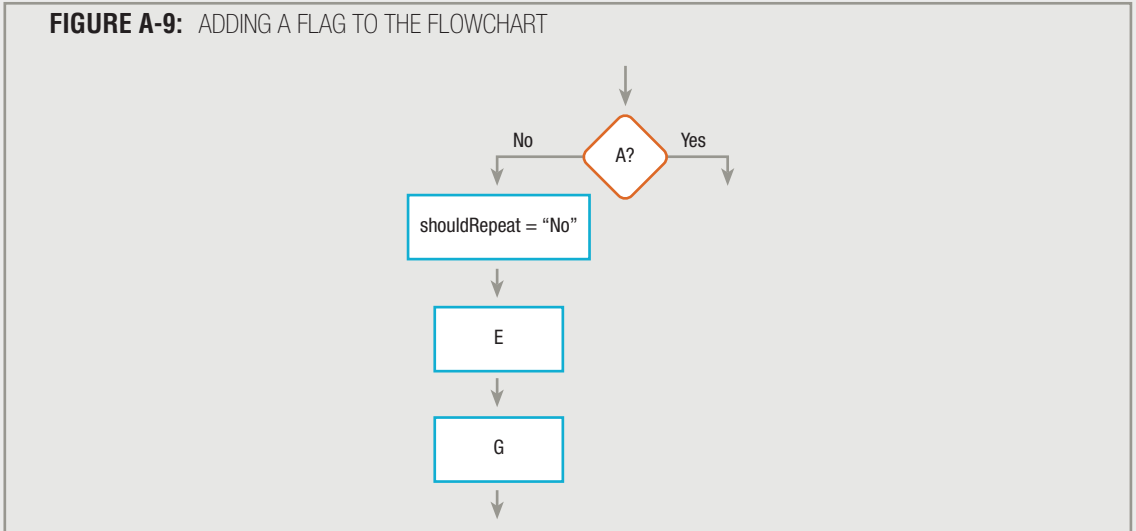 FIGURE A-9: ADDING A FLAG TO THE FLOWCHART
A?
No
Yes
shouldRepeat = “No”
E
G